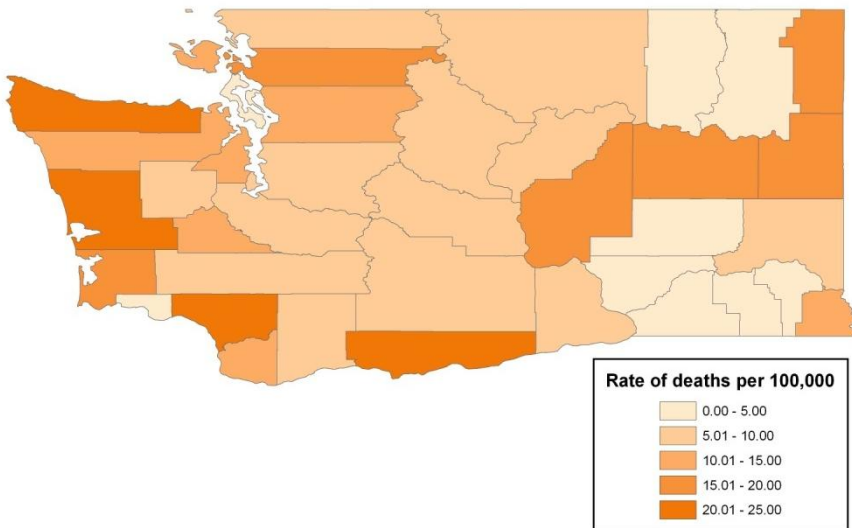 Rate of deaths per 100,000
0.00 - 5.00
5.01 - 10.00
10.01 - 15.00
15.01 - 20.00
20.01 - 25.00